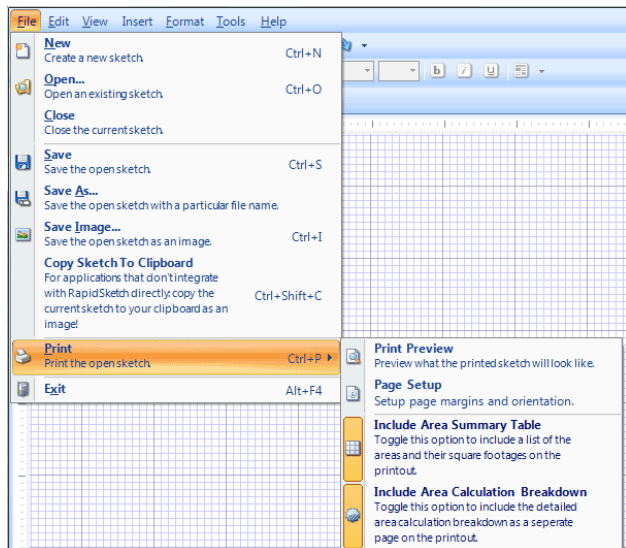 File Edit View Insert Format Tools Help
New
Create a new sketch.
Ctrl+N
Open...
Open an existing sketch.
Ctrl+O
Close
Close the current sketch.
Save
Save the open sketch.
Ctrl+S
Save As...
Save the open sketch with a particular file name.
Save Image...
Save the open sketch as an image.
Ctrl+I
Copy Sketch To Clipboard
For applications that don't integrate
with RapidSketch directly: copy the
current sketch to your clipboard as an
image!
Ctrl+Shift+C
Print
Print the open sketch.
Ctrl+P
Exit
Alt+F4
Print Preview
Preview what the printed sketch will look like.
Page Setup
Setup page margins and orientation.
Include Area Summary Table
Toggle this option to include a list of the
areas and their square footages on the
printout.
Include Area Calculation Breakdown
Toggle this option to include the detailed
area calculation breakdown as a seperate
page on the printout.
b i u